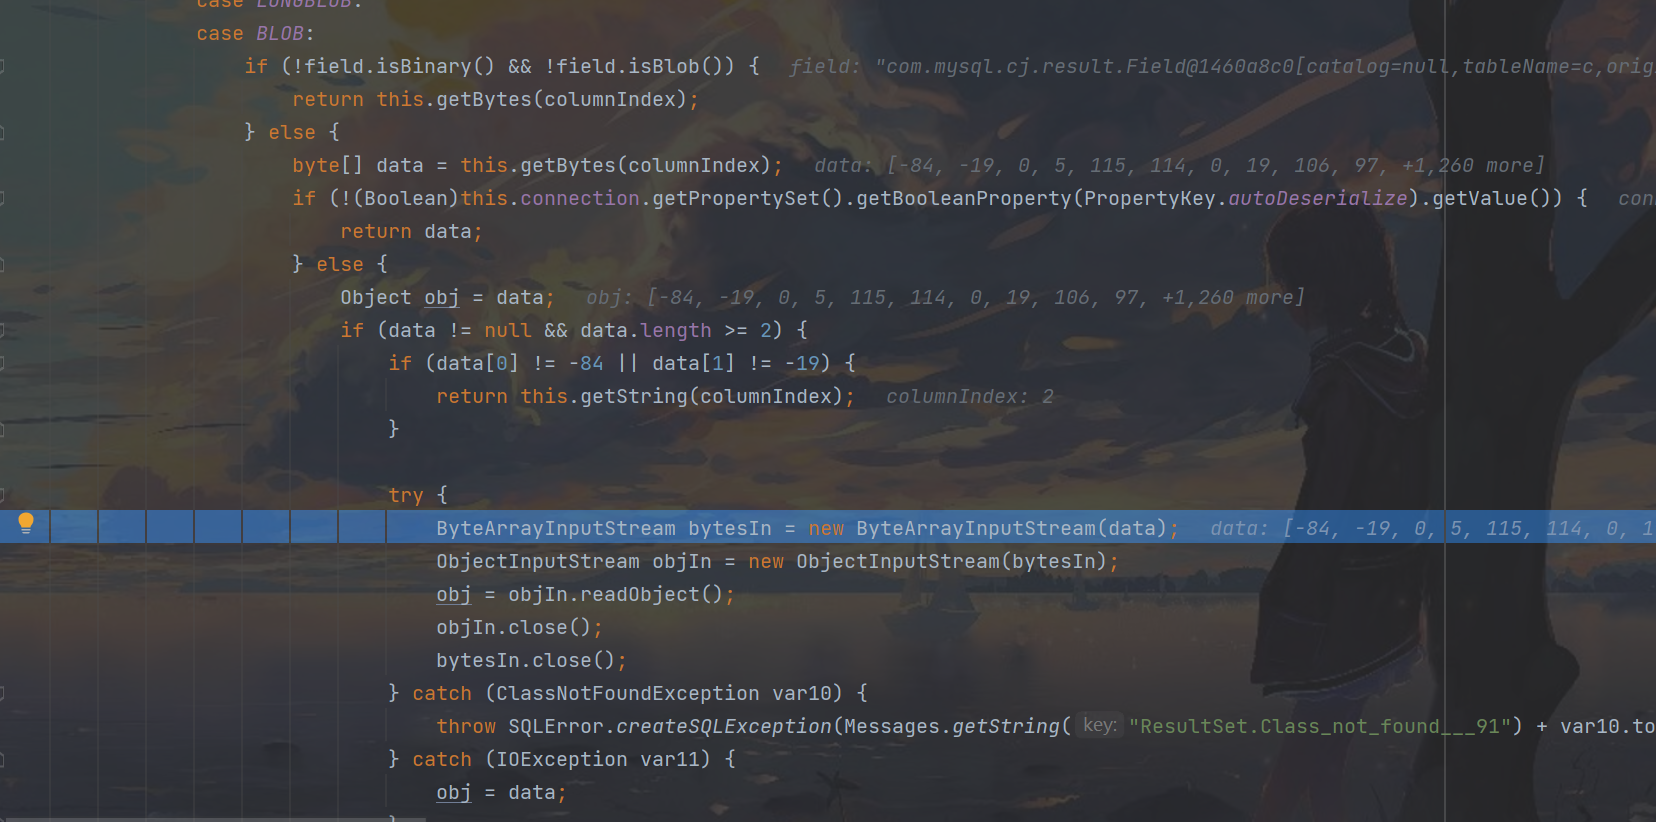 case LONGBLOB:
case BLOB:
if (!field.isBinary() && !field.isBlob()) {   field: "com.mysql.cj.result.Field@1460a8c0[catalog=null,tableName=c,orig
return this.getBytes(columnIndex);
} else {
byte[] data = this.getBytes(columnIndex);   data: [-84, -19, 0, 5, 115, 114, 0, 19, 106, 97, +1,260 more]
if (!(Boolean)this.connection.getPropertySet().getBooleanProperty(PropertyKey.autoDeserialize).getValue()) {   con
return data;
} else {
Object obj = data;   obj: [-84, -19, 0, 5, 115, 114, 0, 19, 106, 97, +1,260 more]
if (data != null && data.length >= 2) {
if (data[0] != -84 || data[1] != -19) {
return this.getString(columnIndex);   columnIndex: 2
}
try {
ByteArrayInputStream bytesIn = new ByteArrayInputStream(data);   data: [-84, -19, 0, 5, 115, 114, 0, 1
ObjectInputStream objIn = new ObjectInputStream(bytesIn);
obj = objIn.readObject();
objIn.close();
bytesIn.close();
} catch (ClassNotFoundException var10) {
throw SQLError.createSQLException(Messages.getString( key: "ResultSet.Class_not_found___91") + var10.to
} catch (IOException var11) {
obj = data;
}